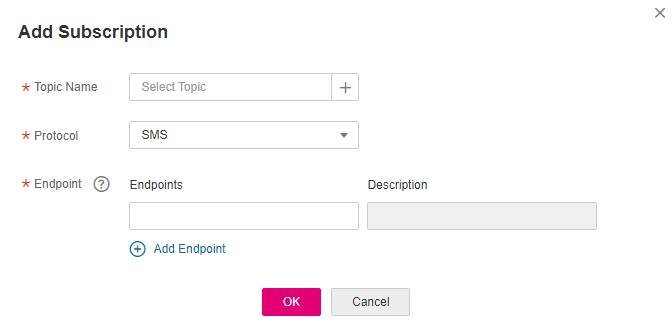 Add Subscription
* Topic Name Select Topic +
* Protocol SMS
* Endpoint ? Endpoints Description
Add Endpoint
OK Cancel